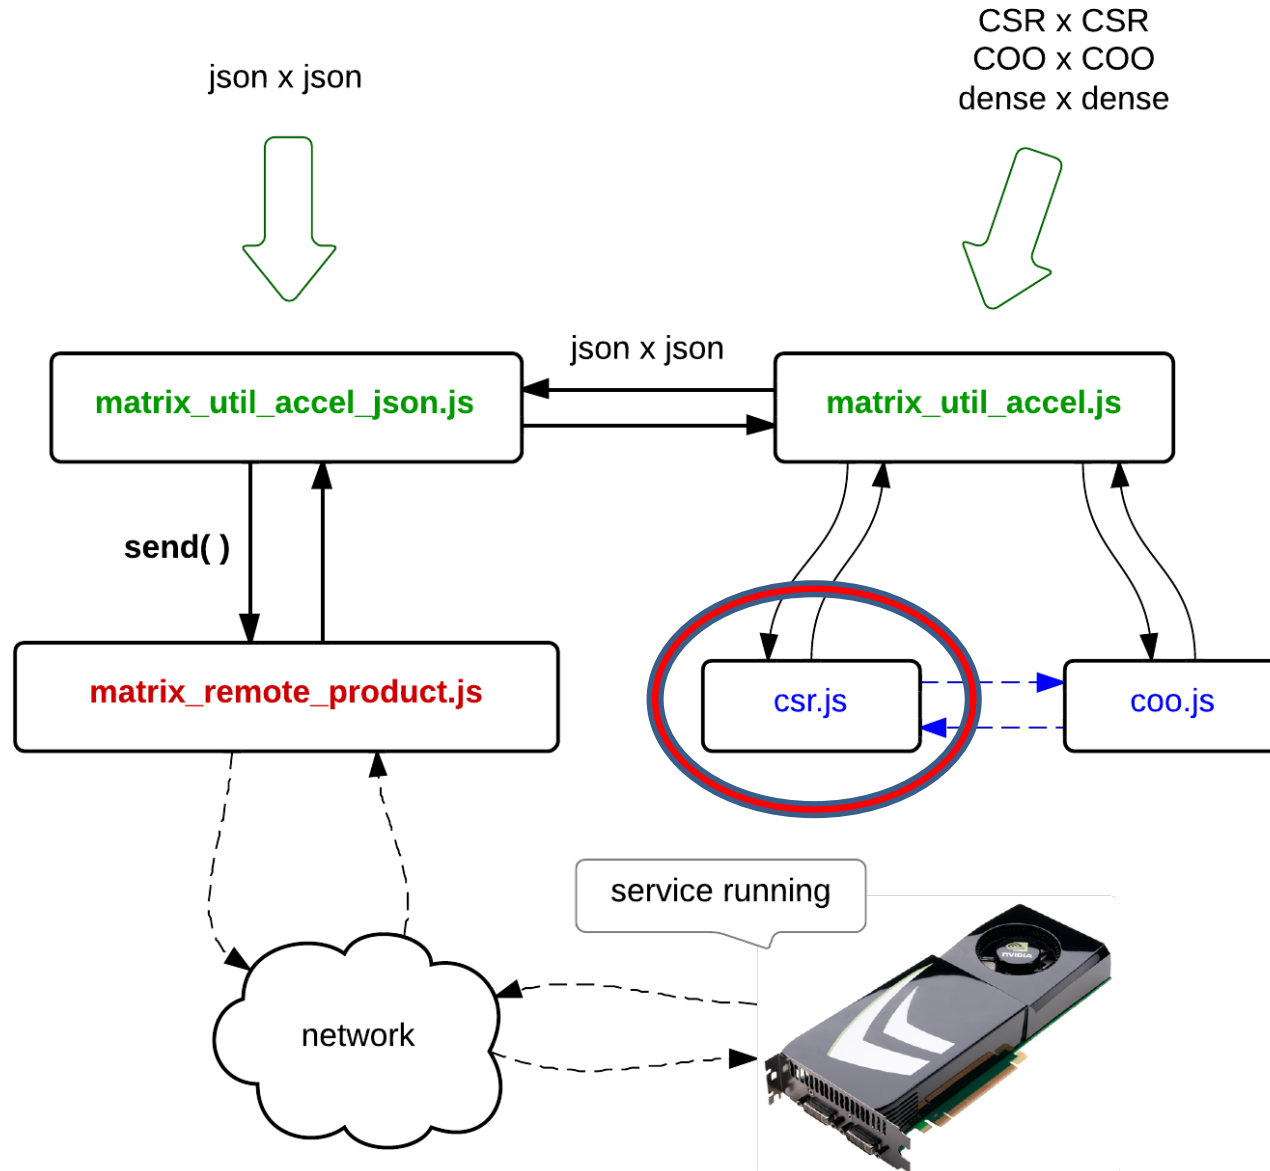 CSR x CSR
COO x COO
dense x dense
json x json
json x json
matrix_util_accel_json.js
matrix_util_accel.js
send( )
matrix_remote_product.js
csr.js
coo.js
service running
network
nVIDIA